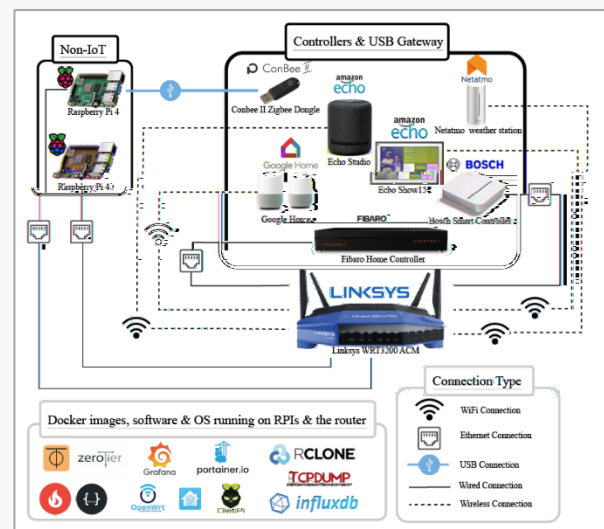 Non-IoT
Raspberry Pi 4
Raspberry Pi 43
Controllers & USB Gateway
ConBee II
Conbee II Zigbee Dongle
amazon
echo
Echo Studio
Netatmo
Netatmo weather station
amazon
echo
Echo Show15
Google Home
Google Home
BOSCH
Bosch Smart Controller
FIBARO
Fibaro Home Controller
LINKSYS
Linksys WRT3200 ACM
Docker images, software & OS running on RPIs & the router
zeroTier
Grafana
portainer.io
RCLONE
TCPDUMP
{...}
OpenWrt
DietPi
influxdb
Connection Type
WiFi Connection
Ethernet Connection
USB Connection
Wired Connection
Wireless Connection